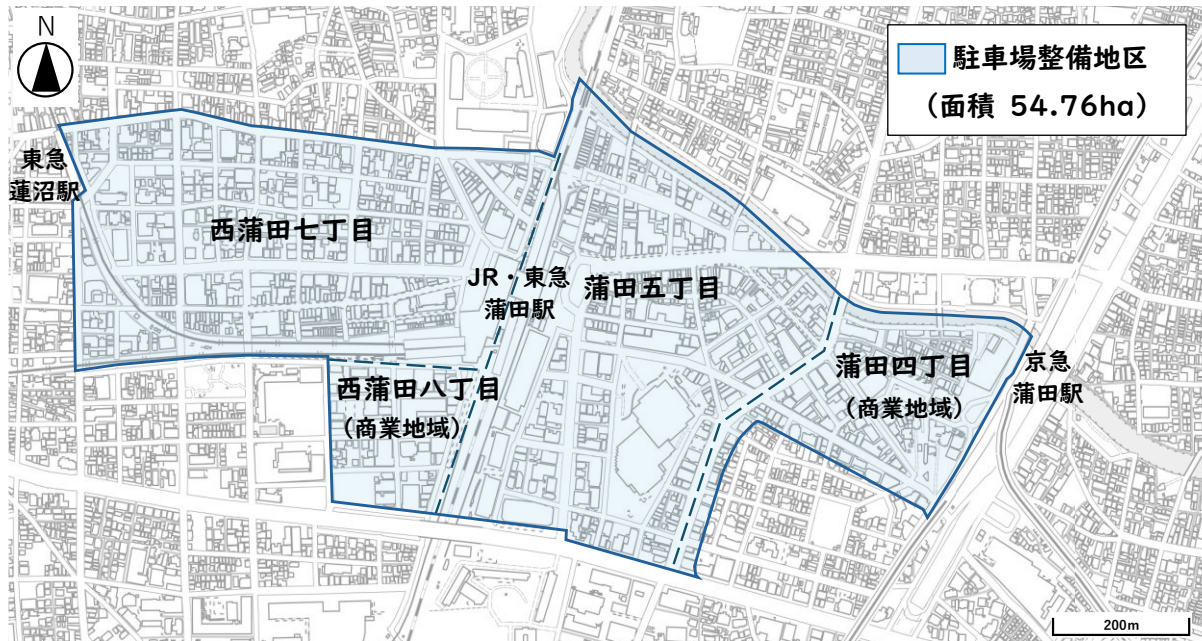 N
駐車場整備地区
(面積 54.76ha)
東急
蓮沼駅
西蒲田七丁目
JR・東急
蒲田駅
蒲田五丁目
西蒲田八丁目
(商業地域)
蒲田四丁目
(商業地域)
京急
蒲田駅
200m